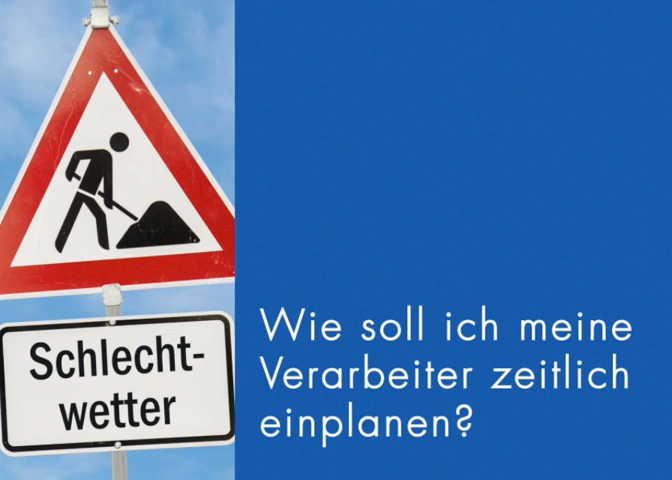 Schlecht-
wetter
Wie soll ich meine
Verarbeiter zeitlich
einplanen?